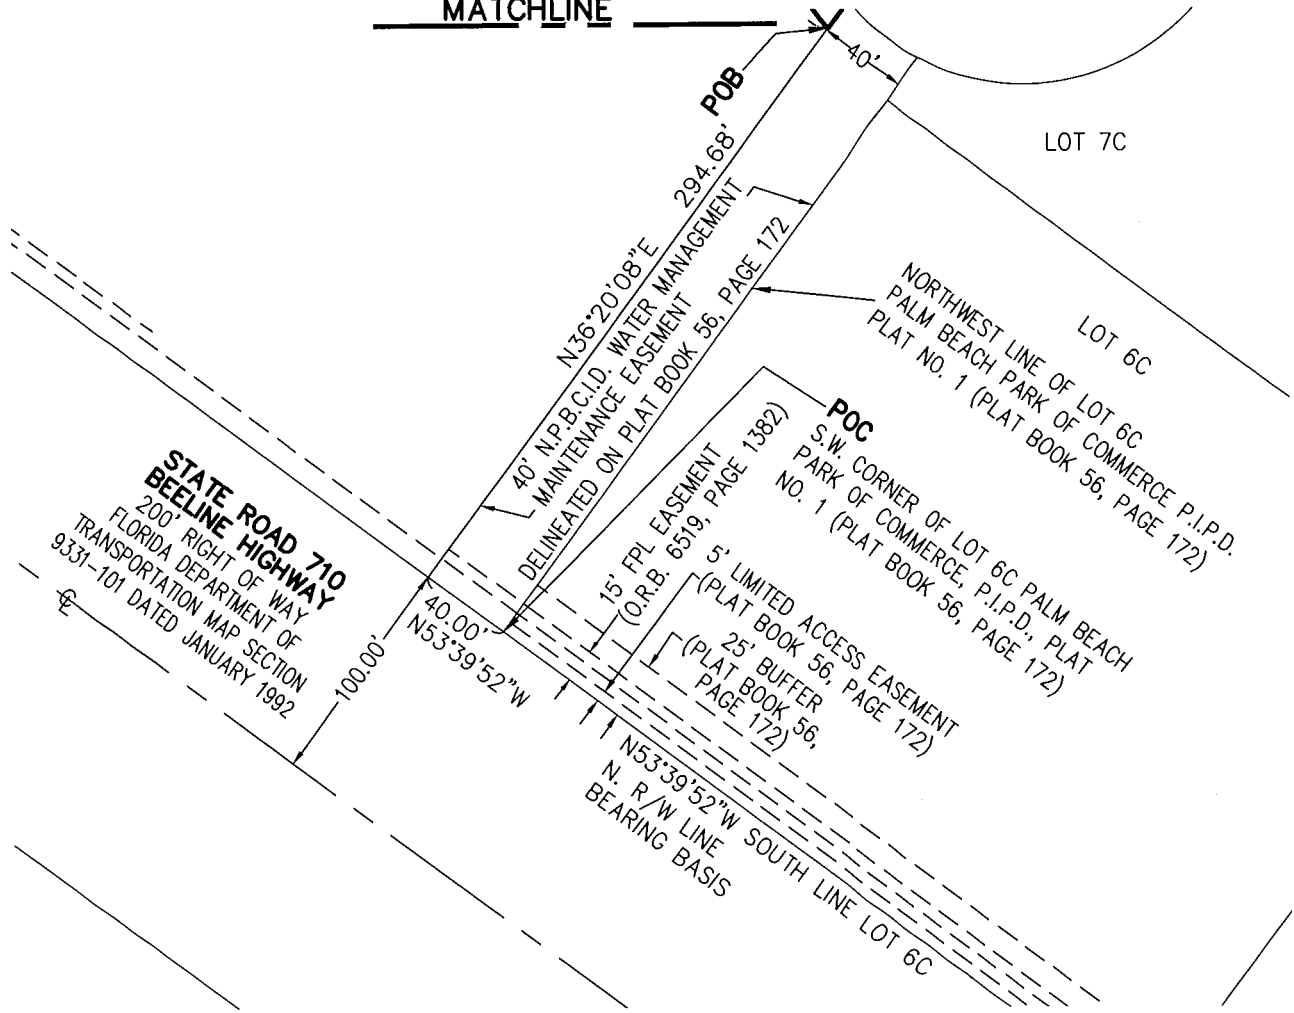 MATCHLINE
40'
POB
LOT 7C
294.68'
N36°20'08"E
40' N.P.B.C.I.D. WATER MANAGEMENT
MAINTENANCE EASEMENT
DELINEATED ON PLAT BOOK 56, PAGE 172
NORTHWEST LINE OF LOT 6C
PALM BEACH PARK OF COMMERCE P.I.P.D.
PLAT NO. 1 (PLAT BOOK 56, PAGE 172)
LOT 6C
POC
S.W. CORNER OF LOT 6C PALM BEACH
PARK OF COMMERCE, P.I.P.D., PLAT
NO. 1 (PLAT BOOK 56, PAGE 172)
15' FPL EASEMENT
(O.R.B. 6519, PAGE 1382)
5' LIMITED ACCESS EASEMENT
(PLAT BOOK 56, PAGE 172)
25' BUFFER
(PLAT BOOK 56,
PAGE 172)
STATE ROAD 710
BEELINE HIGHWAY
200' RIGHT OF WAY
FLORIDA DEPARTMENT OF
TRANSPORTATION MAP SECTION
9331-101 DATED JANUARY 1992
℄
100.00'
40.00'
N53°39'52"W
N53°39'52"W SOUTH LINE LOT 6C
N. R/W LINE
BEARING BASIS